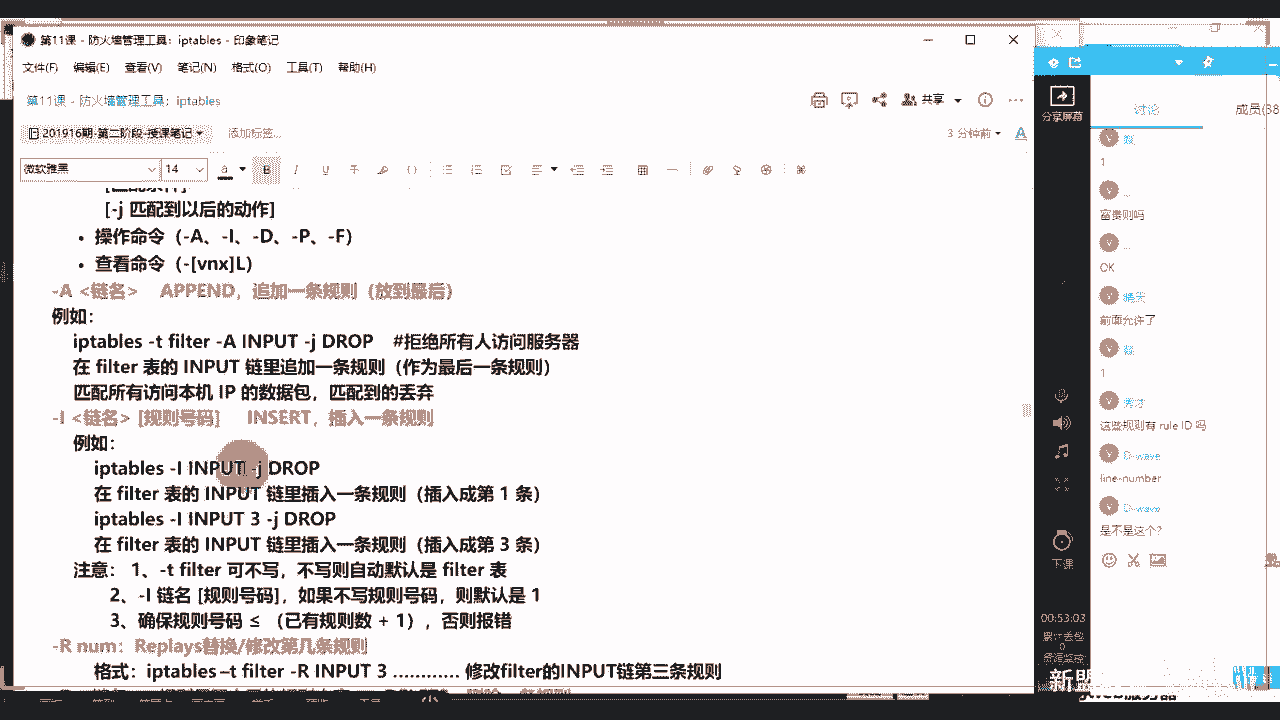 第11课 - 防火墙管理工具：iptables - 印象笔记
文件(F) 编辑(E) 查看(V) 笔记(N) 格式(O) 工具(T) 帮助(H)
第11课 - 防火墙管理工具：iptables
共享
201916期-第二阶段-授课笔记
添加标签...
3 分钟前
微软雅黑
14
[-j 匹配到以后的动作]
• 操作命令（-A、-I、-D、-P、-F）
• 查看命令（-[vnx]L）
-A <链名> APPEND，追加一条规则（放到最后）
例如：
iptables -t filter -A INPUT -j DROP #拒绝所有人访问服务器
在 filter 表的 INPUT 链里追加一条规则（作为最后一条规则）
匹配所有访问本机 IP 的数据包，匹配到的丢弃
-I <链名> [规则号码] INSERT，插入一条规则
例如：
iptables -I INPUT -j DROP
在 filter 表的 INPUT 链里插入一条规则（插入成第 1 条）
iptables -I INPUT 3 -j DROP
在 filter 表的 INPUT 链里插入一条规则（插入成第 3 条）
注意： 1、-t filter 可不写，不写则自动默认是 filter 表
2、-I 链名 [规则号码]，如果不写规则号码，则默认是 1
3、确保规则号码 ≤ （已有规则数 + 1），否则报错
-R num：Replays替换/修改第几条规则
格式：iptables –t filter -R INPUT 3 ………… 修改filter的INPUT链第三条规则
分享屏幕
下课
00:53:03
讨论
成员(38
1
...
富贵则吗
...
OK
晴天
前面允许了
1
秀才
这些规则有 rule ID 吗
D-wave
line-number
D-wave
是不是这个?
新盟